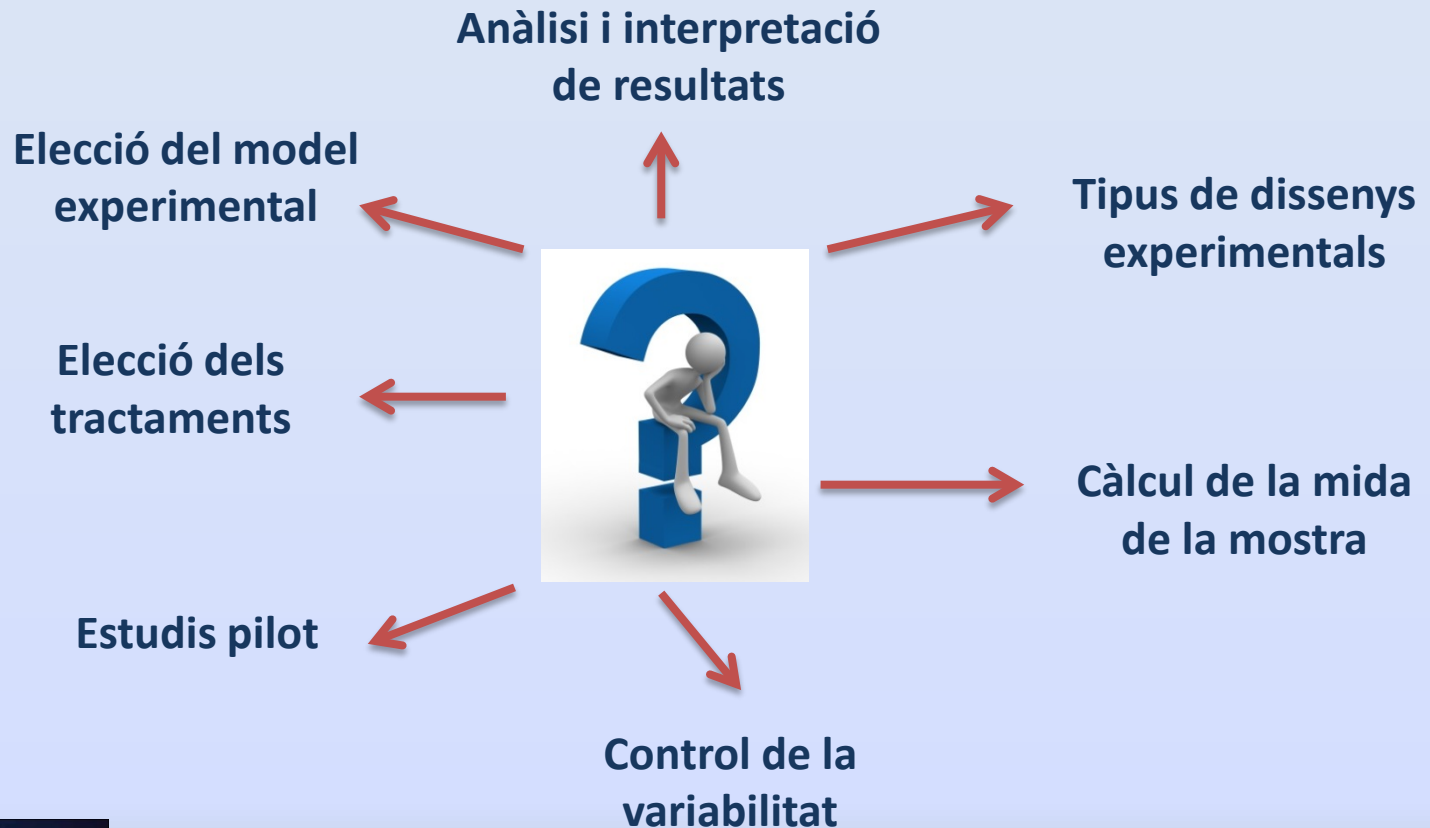 Anàlisi i interpretació
de resultats
Elecció del model
experimental
Tipus de dissenys
experimentals
Elecció dels
tractaments
Càlcul de la mida
de la mostra
Estudis pilot
Control de la
variabilitat